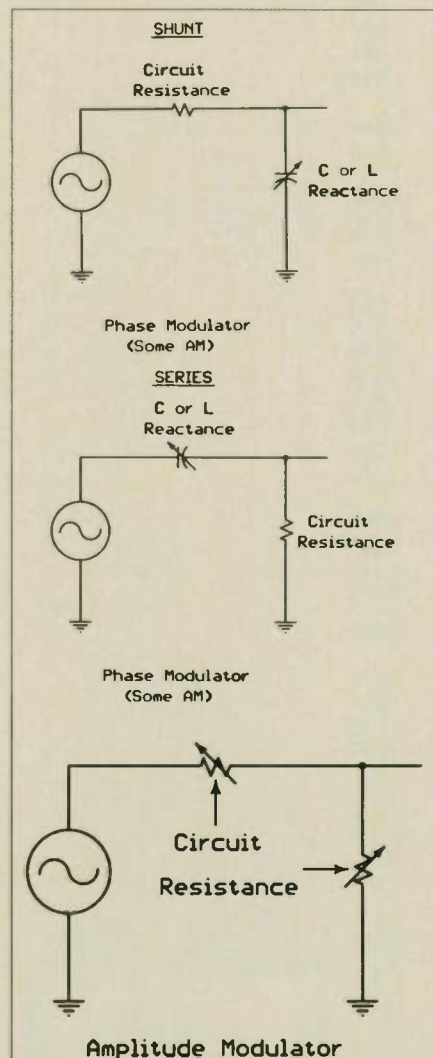 SHUNT
Circuit
Resistance
C or L
Reactance
Phase Modulator
(Some AM)
SERIES
C or L
Reactance
Circuit
Resistance
Phase Modulator
(Some AM)
Circuit
Resistance
Amplitude Modulator